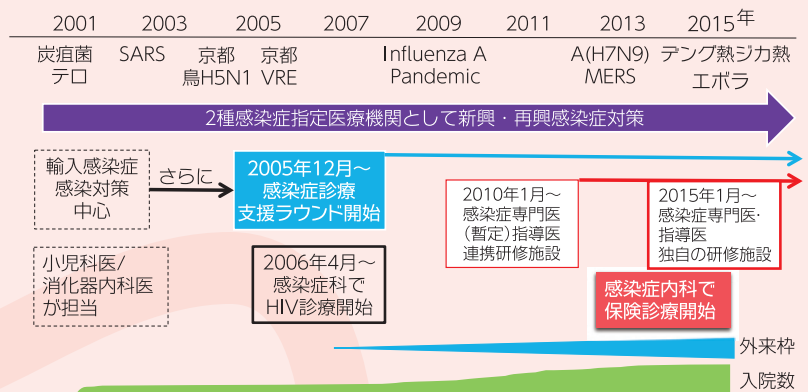 2001 2003 2005 2007 2009 2011 2013 2015年
炭疽菌
テロ
SARS
京都
鳥H5N1
京都
VRE
Influenza A
Pandemic
A(H7N9)
MERS
デング熱ジカ熱
エボラ
2種感染症指定医療機関として新興・再興感染症対策
輸入感染症
感染対策
中心
さらに
2005年12月～
感染症診療
支援ラウンド開始
2010年1月～
感染症専門医
（暫定）指導医
連携研修施設
2015年1月～
感染症専門医・
指導医
独自の研修施設
小児科医/
消化器内科医
が担当
2006年4月～
感染症科で
HIV診療開始
感染症内科で
保険診療開始
外来枠
入院数